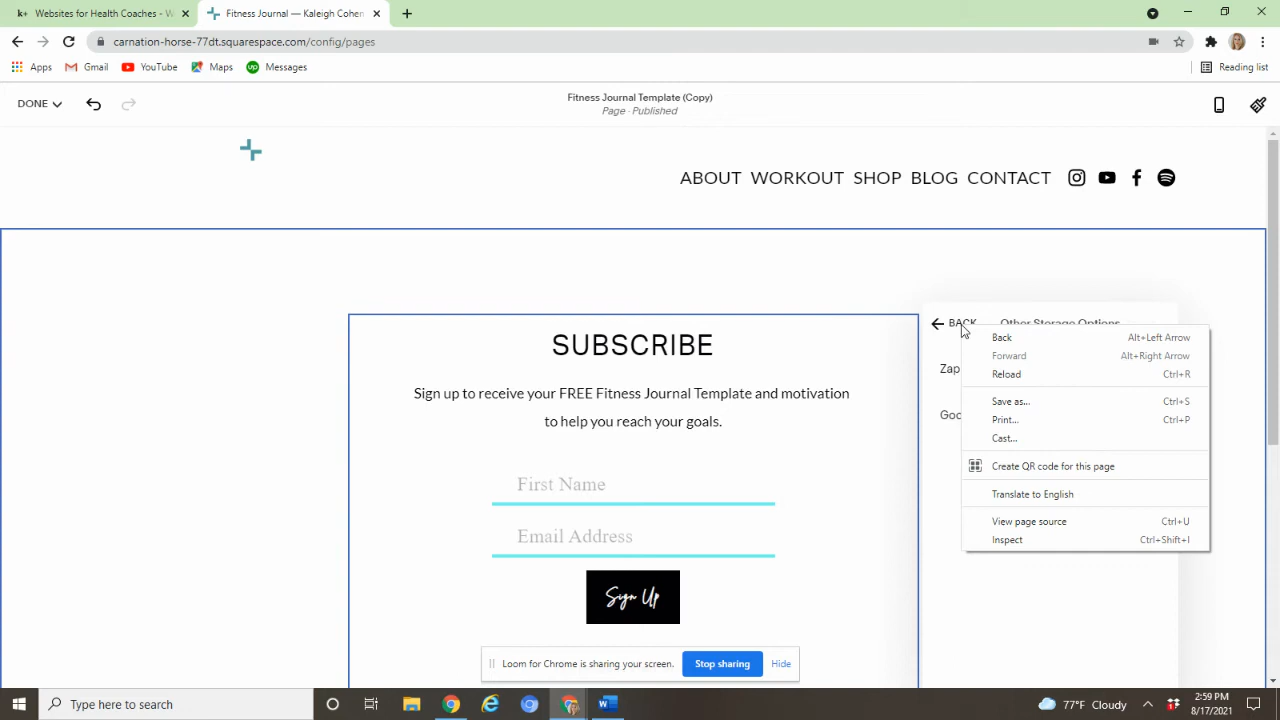 k+ Websites for Health Coaches - W
Fitness Journal — Kaleigh Cohen
carnation-horse-77dt.squarespace.com/config/pages
Apps Gmail YouTube Maps up Messages Reading list
DONE
Fitness Journal Template (Copy)
Page · Published
ABOUT WORKOUT SHOP BLOG CONTACT
BACK Other Storage Options
SUBSCRIBE
Sign up to receive your FREE Fitness Journal Template and motivation
to help you reach your goals.
First Name
Email Address
Sign Up
Zap
Goo
Back Alt+Left Arrow
Forward Alt+Right Arrow
Reload Ctrl+R
Save as... Ctrl+S
Print... Ctrl+P
Cast...
Create QR code for this page
Translate to English
View page source Ctrl+U
Inspect Ctrl+Shift+I
Loom for Chrome is sharing your screen. Stop sharing Hide
Type here to search
77°F Cloudy
2:59 PM
8/17/2021